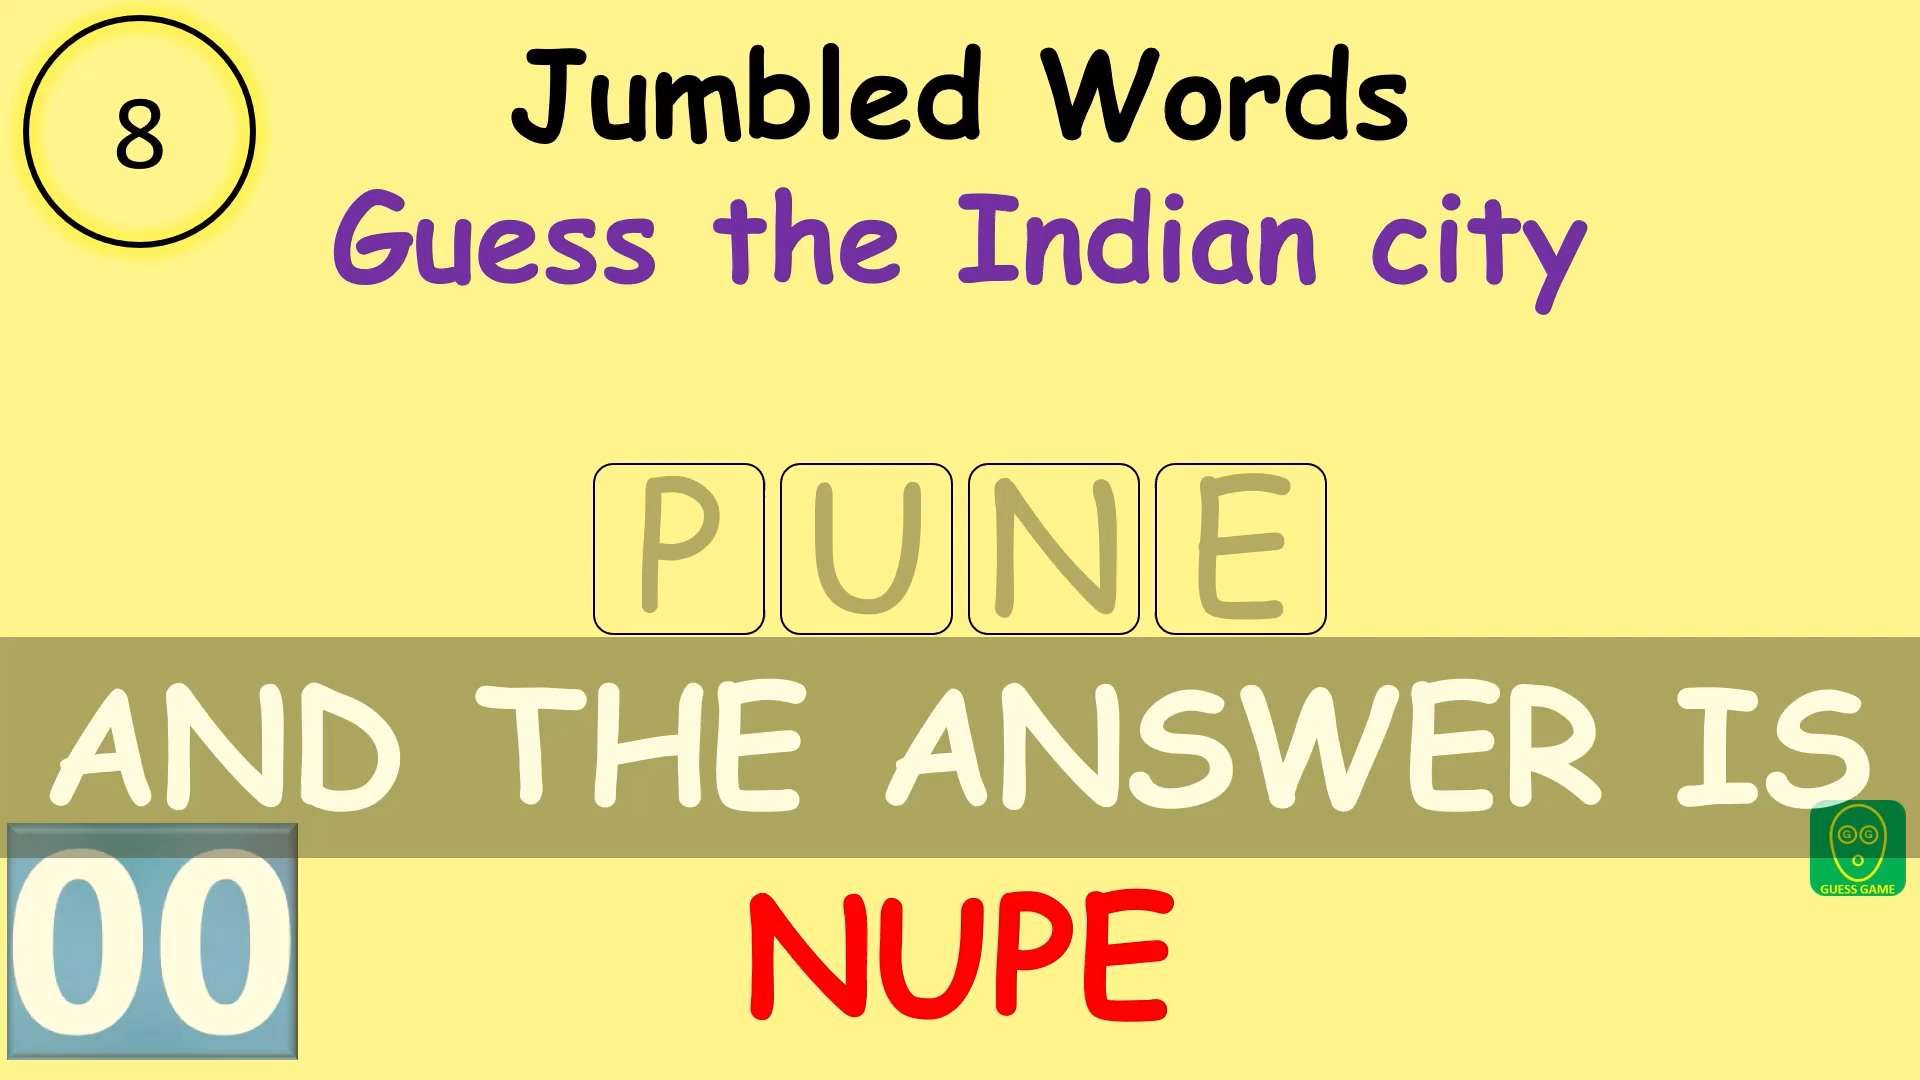 8
Jumbled Words
Guess the Indian city
P U N E
AND THE ANSWER IS
00
NUPE
G G
GUESS GAME